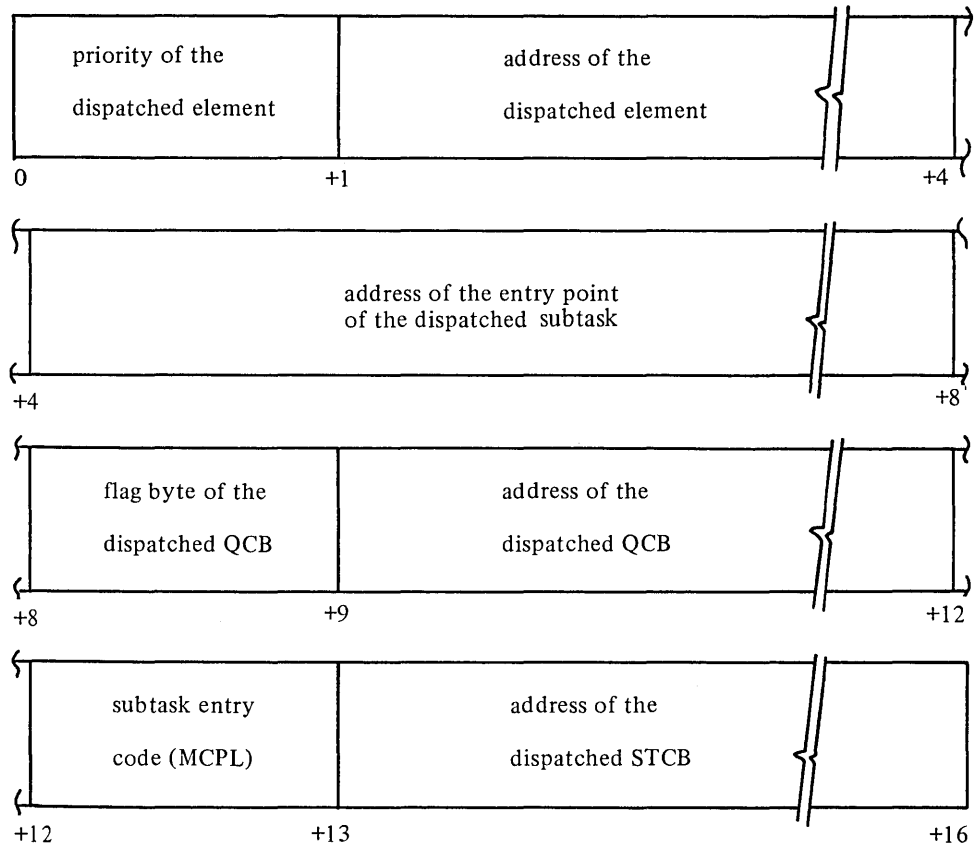 priority of the
dispatched element
address of the
dispatched element
0
+1
+4
address of the entry point
of the dispatched subtask
+4
+8
flag byte of the
dispatched QCB
address of the
dispatched QCB
+8
+9
+12
subtask entry
code (MCPL)
address of the
dispatched STCB
+12
+13
+16